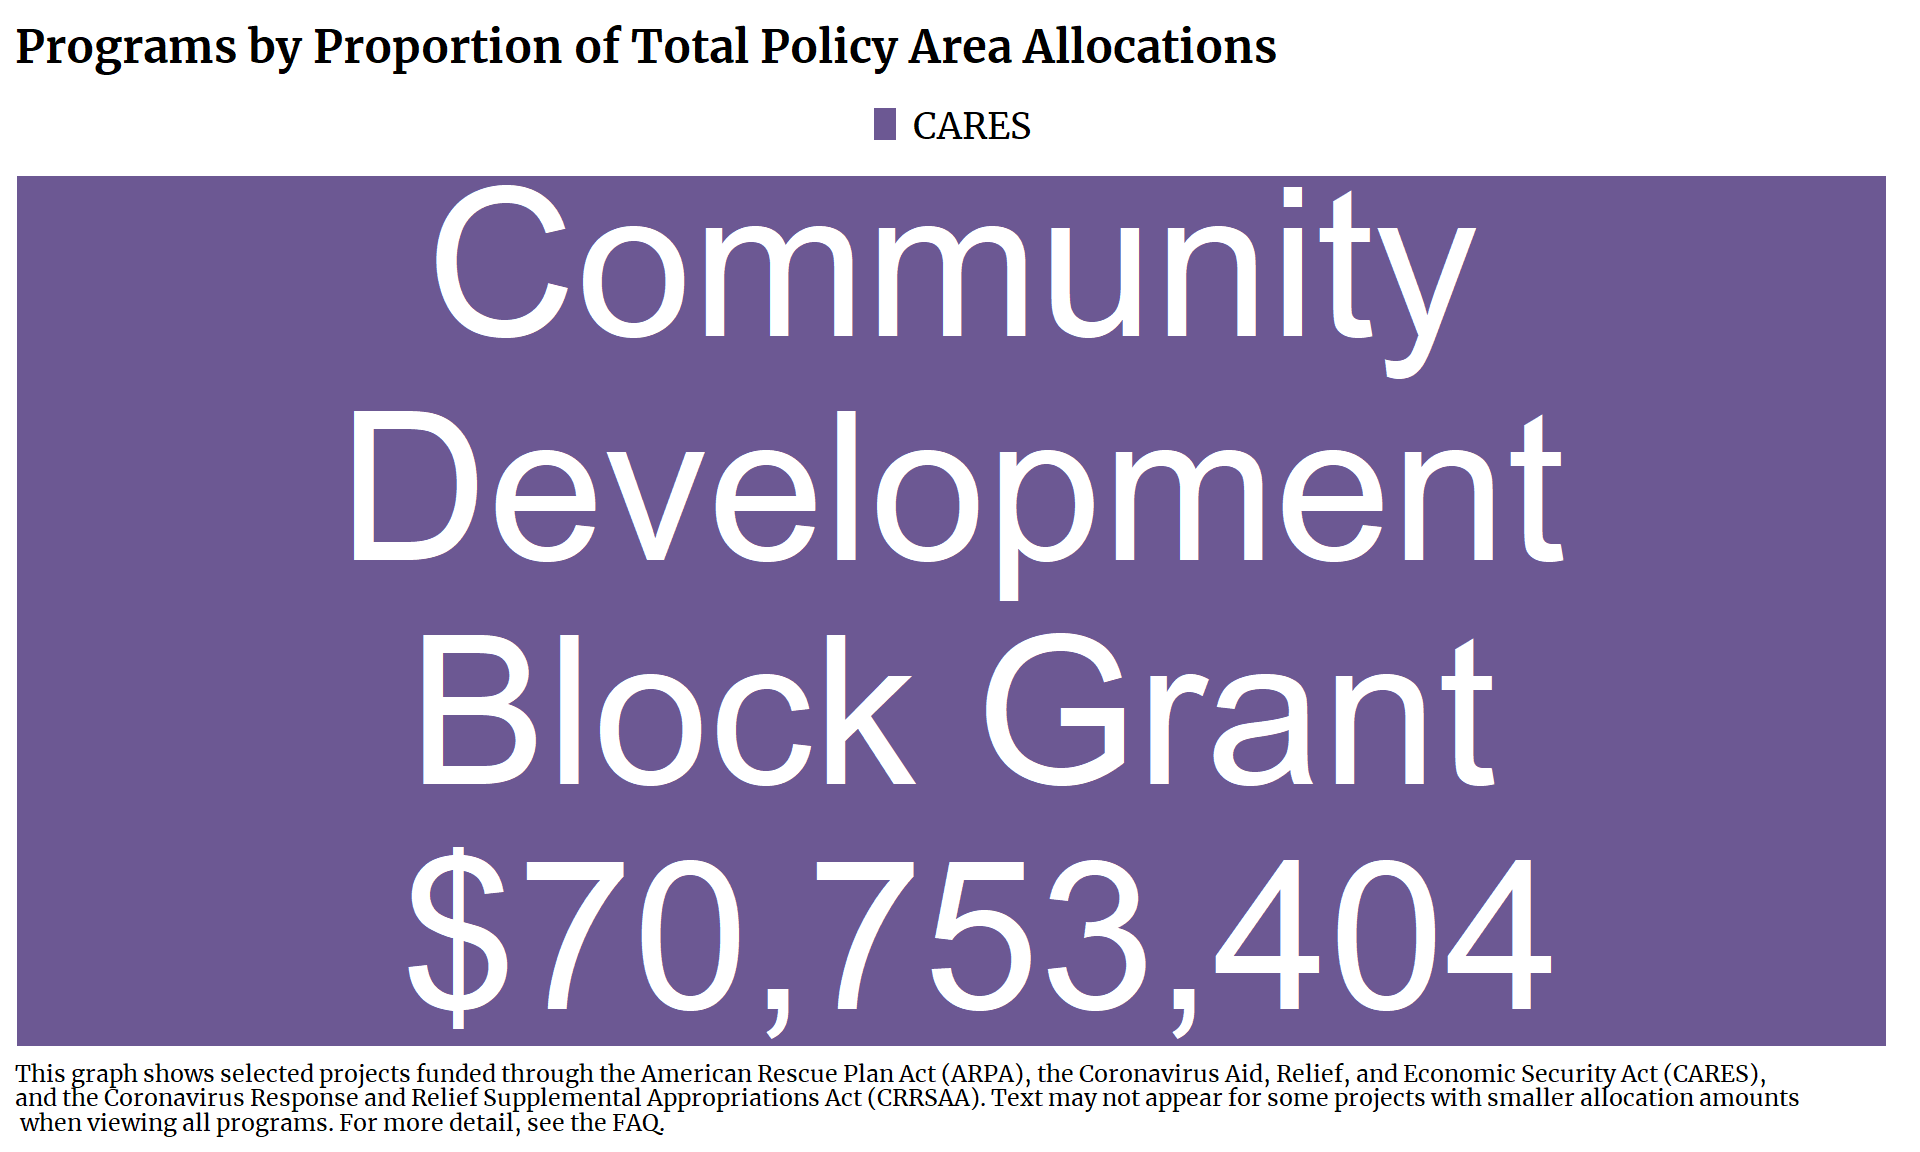 Programs by Proportion of Total Policy Area Allocations
CARES
Community
Development
Block Grant
$70,753,404
This graph shows selected projects funded through the American Rescue Plan Act (ARPA), the Coronavirus Aid, Relief, and Economic Security Act (CARES),
and the Coronavirus Response and Relief Supplemental Appropriations Act (CRRSAA). Text may not appear for some projects with smaller allocation amounts
when viewing all programs. For more detail, see the FAQ.